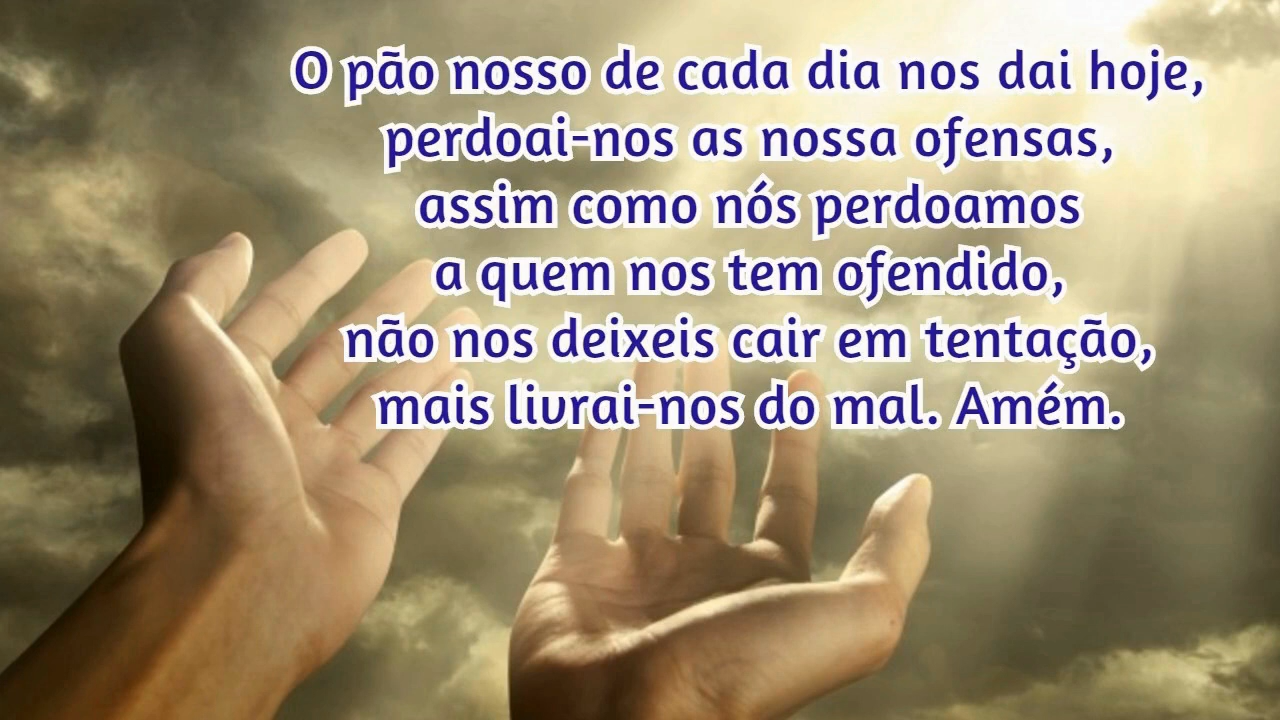 O pão nosso de cada dia nos dai hoje,
perdoai-nos as nossa ofensas,
assim como nós perdoamos
a quem nos tem ofendido,
não nos deixeis cair em tentação,
mais livrai-nos do mal. Amém.